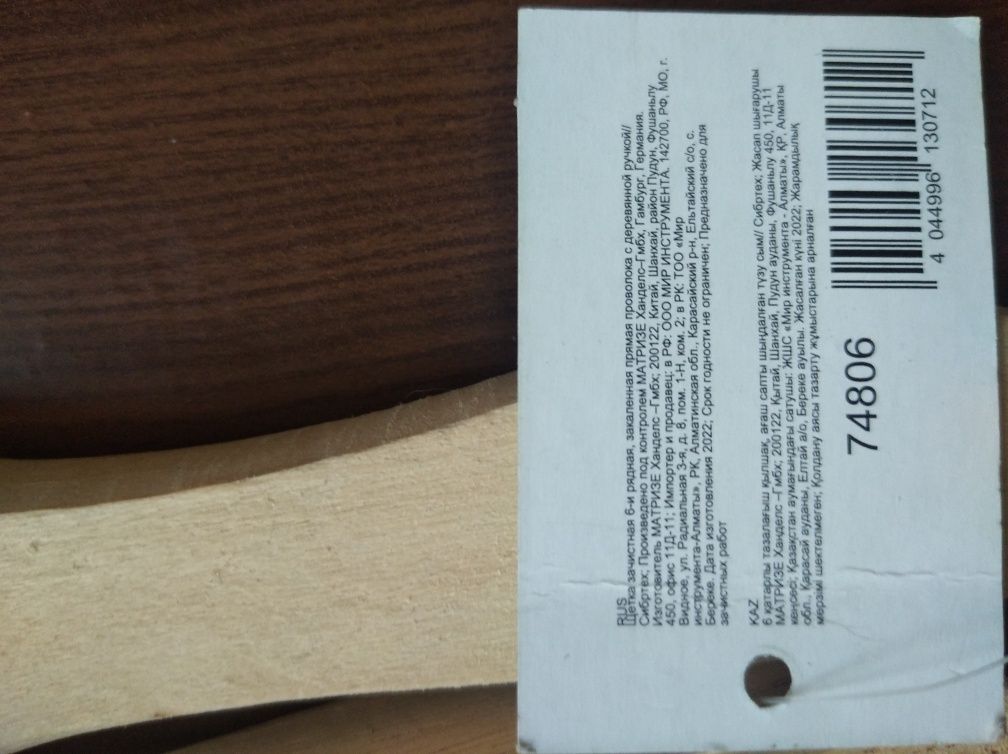 RUS
Щетка зачистная 6-и рядная, закаленная прямая проволока с деревянной ручкой//
Сибртех; Произведено под контролем МАТРИЗЕ Ханделс–Гмбх, Гамбург, Германия.
Изготовитель МАТРИЗЕ Ханделс –Гмбх; 200122, Китай, Шанхай, район Пудун, Фушаньлу
450, офис 11Д-11; Импортер и продавец: в РФ: ООО МИР ИНСТРУМЕНТА. 142700, РФ, МО, г.
Видное, ул. Радиальная 3-я, д. 8, пом. 1-Н, ком. 2; в РК: ТОО «Мир
инструмента-Алматы», РК, Алматинская обл., Карасайский р-н, Ельтайский с/о, с.
Береке. Дата изготовления 2022; Срок годности не ограничен; Предназначено для
зачистных работ
KAZ
6 қатарлы тазалағыш қылшақ, ағаш сапты шыңдалған түзу сым// Сибртех; Жасап шығарушы
МАТРИЗЕ Ханделс –Гмбх; 200122, Қытай, Шанхай, Пудун ауданы, Фушаньлу 450, 11Д-11
кеңсесі; Қазақстан аумағындағы сатушы: ЖШС «Мир инструмента - Алматы», ҚР, Алматы
обл., Қарасай ауданы, Елтай а/о, Береке ауылы. Жасалған күні 2022; Жарамдылық
мерзімі шектелмеген; Қолдану аясы тазарту жұмыстарына арналған
74806
4 044996 130712